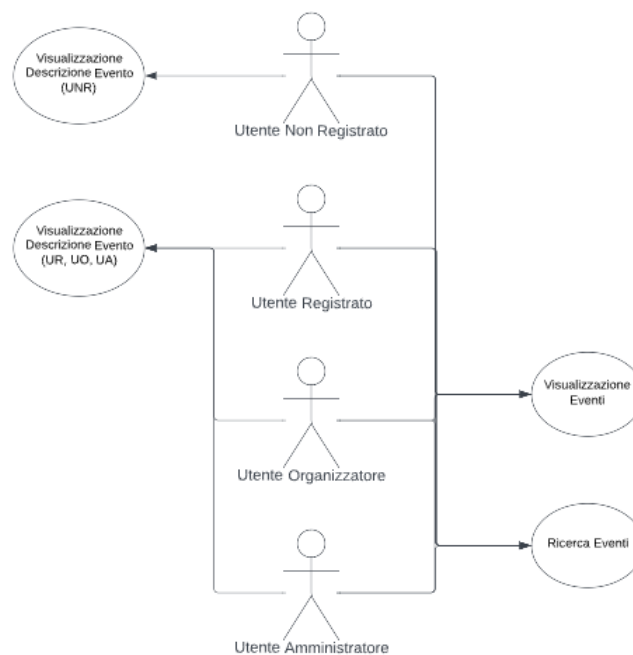 Visualizzazione
Descrizione Evento
(UNR)
Utente Non Registrato
Visualizzazione
Descrizione Evento
(UR, UO, UA)
Utente Registrato
Visualizzazione
Eventi
Utente Organizzatore
Ricerca Eventi
Utente Amministratore